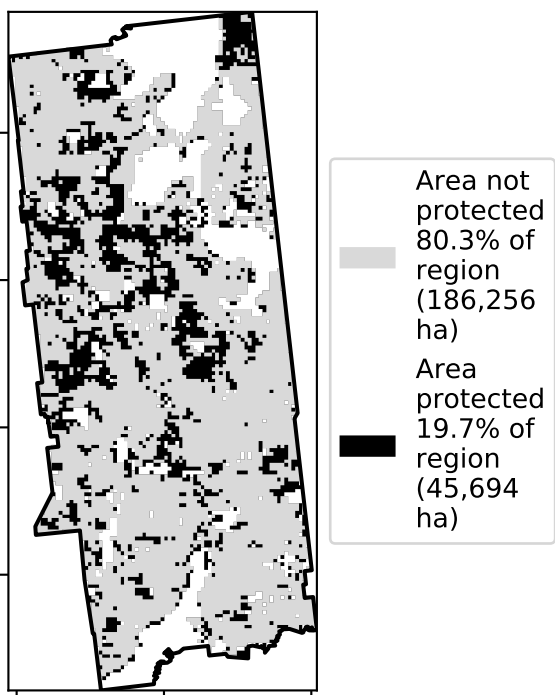 Area not
protected
80.3% of
region
(186,256
ha)
Area
protected
19.7% of
region
(45,694
ha)